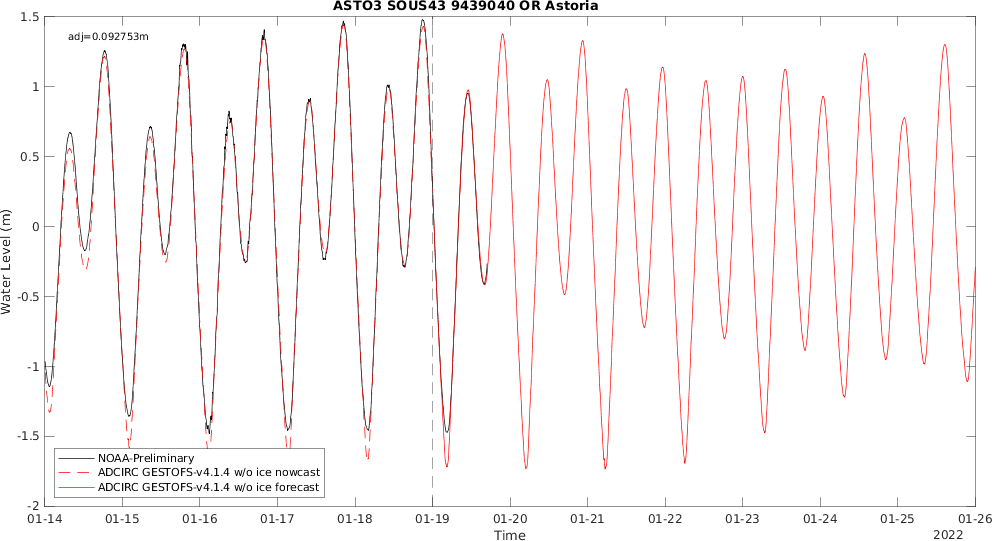 ASTO3 SOUS43 9439040 OR Astoria
adj=0.092753m
Water Level (m)
1.5
1
0.5
0
-0.5
-1
-1.5
-2
NOAA-Preliminary
ADCIRC GESTOFS-v4.1.4 w/o ice nowcast
ADCIRC GESTOFS-v4.1.4 w/o ice forecast
01-14 01-15 01-16 01-17 01-18 01-19 01-20 01-21 01-22 01-23 01-24 01-25 01-26
Time
2022